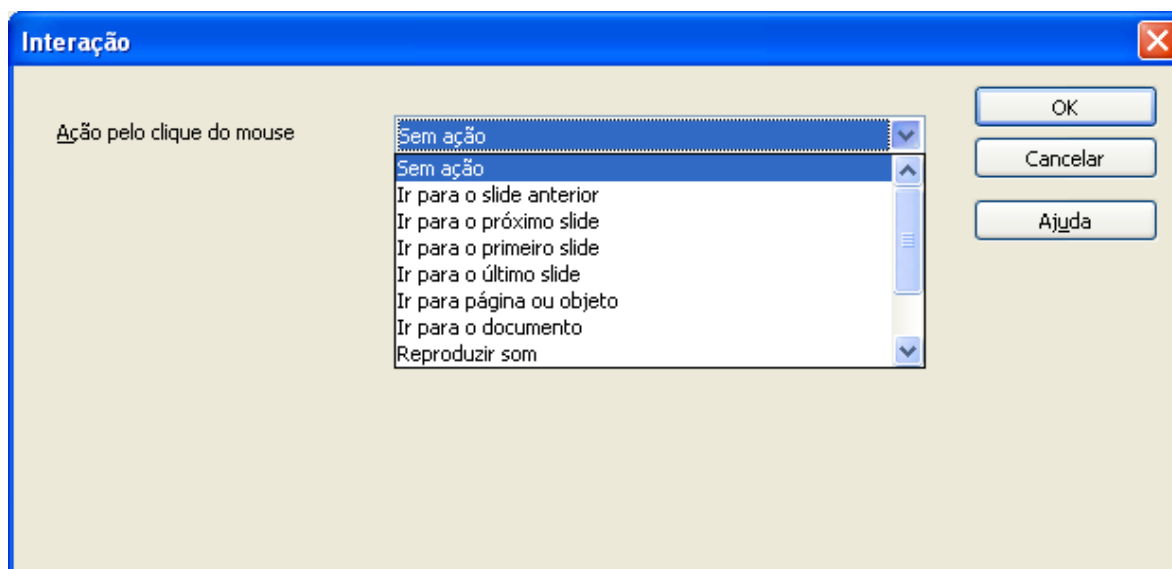 Interação
Ação pelo clique do mouse
Sem ação
OK
Sem ação
Cancelar
Ir para o slide anterior
Ir para o próximo slide
Ajuda
Ir para o primeiro slide
Ir para o último slide
Ir para página ou objeto
Ir para o documento
Reproduzir som